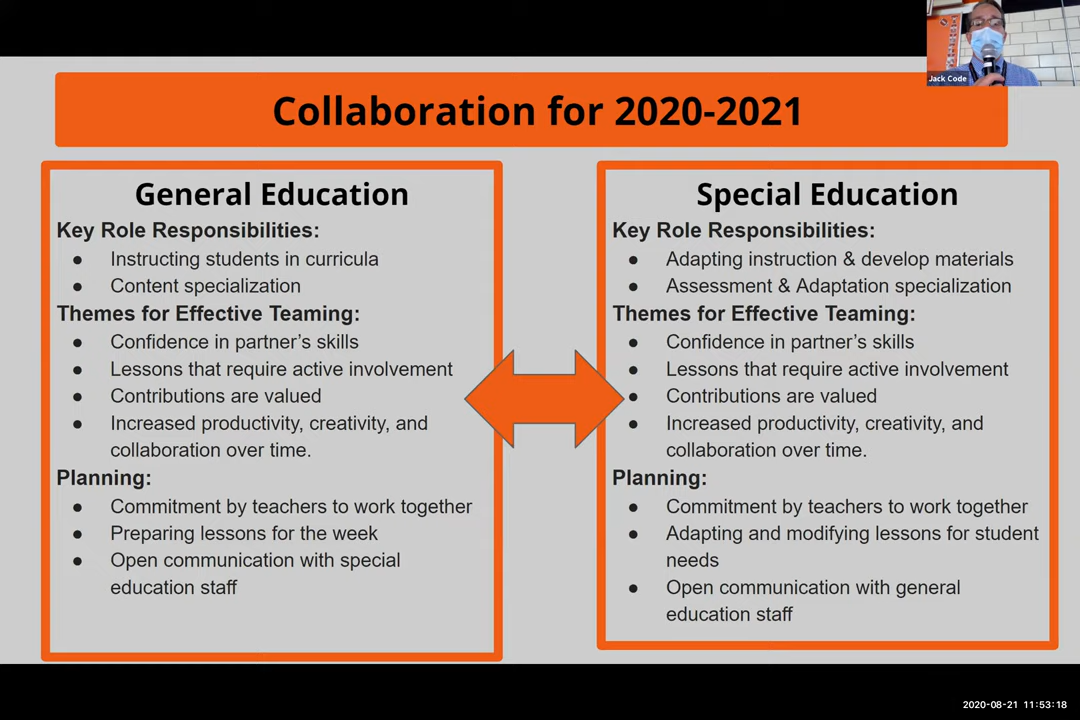 Jack Code
Collaboration for 2020-2021
General Education
Key Role Responsibilities:
● Instructing students in curricula
● Content specialization
Themes for Effective Teaming:
● Confidence in partner's skills
● Lessons that require active involvement
● Contributions are valued
● Increased productivity, creativity, and
collaboration over time.
Planning:
● Commitment by teachers to work together
● Preparing lessons for the week
● Open communication with special
education staff
Special Education
Key Role Responsibilities:
● Adapting instruction & develop materials
● Assessment & Adaptation specialization
Themes for Effective Teaming:
● Confidence in partner's skills
● Lessons that require active involvement
● Contributions are valued
● Increased productivity, creativity, and
collaboration over time.
Planning:
● Commitment by teachers to work together
● Adapting and modifying lessons for student
needs
● Open communication with general
education staff
2020-08-21 11:53:18